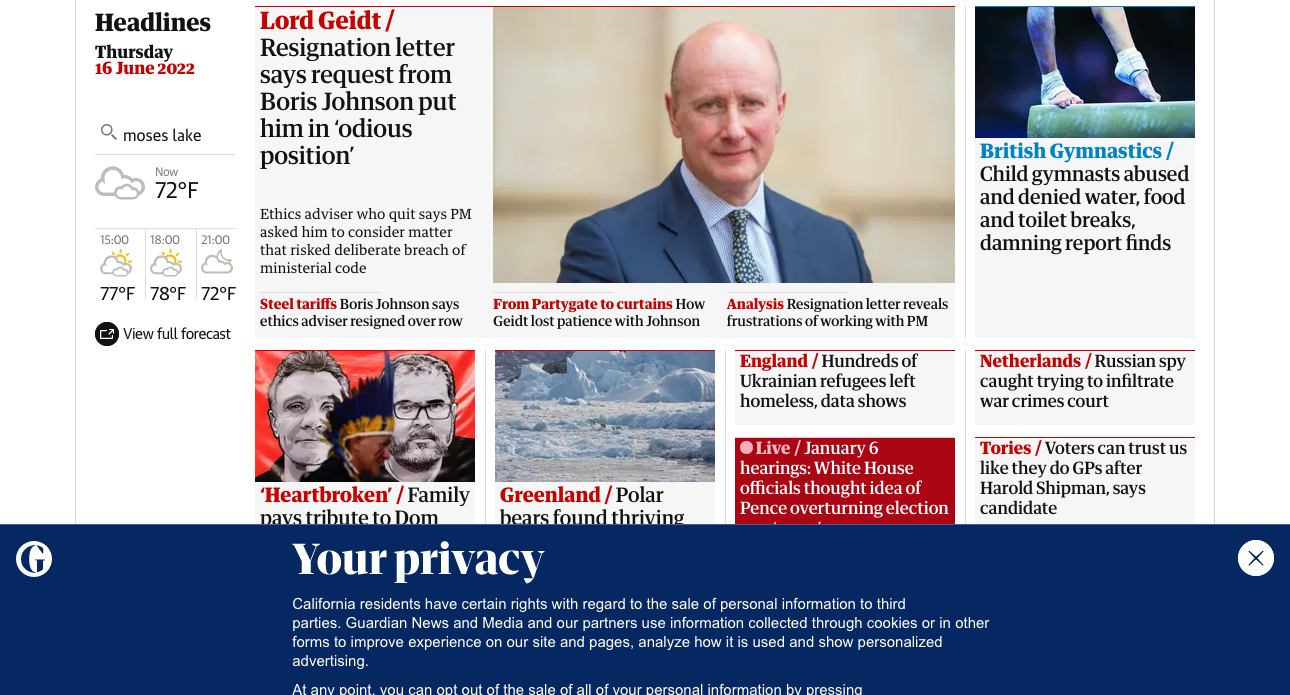 Headlines
Thursday
16 June 2022
moses lake
Now
72°F
15:00
18:00
21:00
77°F
78°F
72°F
View full forecast
Lord Geidt /
Resignation letter
says request from
Boris Johnson put
him in ‘odious
position’
Ethics adviser who quit says PM
asked him to consider matter
that risked deliberate breach of
ministerial code
Steel tariffs Boris Johnson says
ethics adviser resigned over row
From Partygate to curtains How
Geidt lost patience with Johnson
Analysis Resignation letter reveals
frustrations of working with PM
British Gymnastics /
Child gymnasts abused
and denied water, food
and toilet breaks,
damning report finds
‘Heartbroken’ / Family
pays tribute to Dom
Greenland / Polar
bears found thriving
England / Hundreds of
Ukrainian refugees left
homeless, data shows
Live / January 6
hearings: White House
officials thought idea of
Pence overturning election
Netherlands / Russian spy
caught trying to infiltrate
war crimes court
Tories / Voters can trust us
like they do GPs after
Harold Shipman, says
candidate
Your privacy
California residents have certain rights with regard to the sale of personal information to third
parties. Guardian News and Media and our partners use information collected through cookies or in other
forms to improve experience on our site and pages, analyze how it is used and show personalized
advertising.
At any point, you can opt out of the sale of all of your personal information by pressing